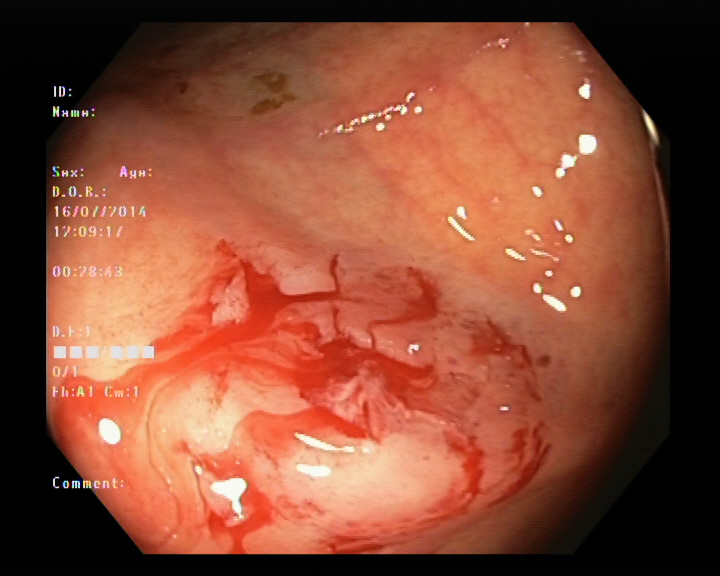 ID:
Name:
Sex: Age:
D.O.B.:
16/07/2014
12:09:17
00:28:43
D.F:1
0/1
Eh:A1 Cm:1
Comment: